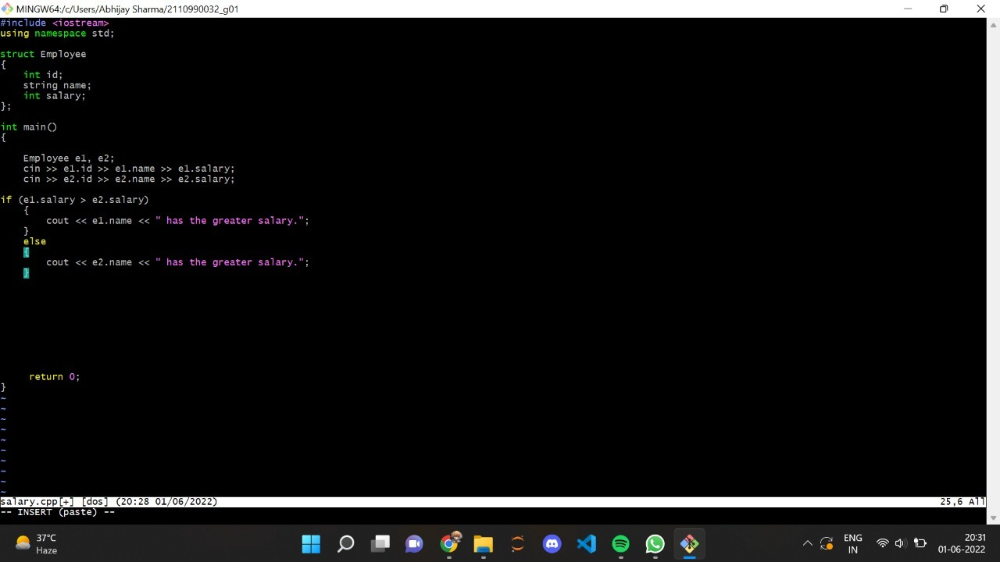 MINGW64:/c/Users/Abhijay Sharma/2110990032_g01
#include <iostream>
using namespace std;
struct Employee
{
    int id;
    string name;
    int salary;
};
int main()
{
    Employee e1, e2;
    cin >> e1.id >> e1.name >> e1.salary;
    cin >> e2.id >> e2.name >> e2.salary;
if (e1.salary > e2.salary)
    {
        cout << e1.name << " has the greater salary.";
    }
    else
    {
        cout << e2.name << " has the greater salary.";
    }
     return 0;
}
~
~
~
~
~
~
~
~
~
~
salary.cpp[+] [dos] (20:28 01/06/2022) 25,6 All
-- INSERT (paste) --
37°C
Haze
ENG
IN
20:31
01-06-2022